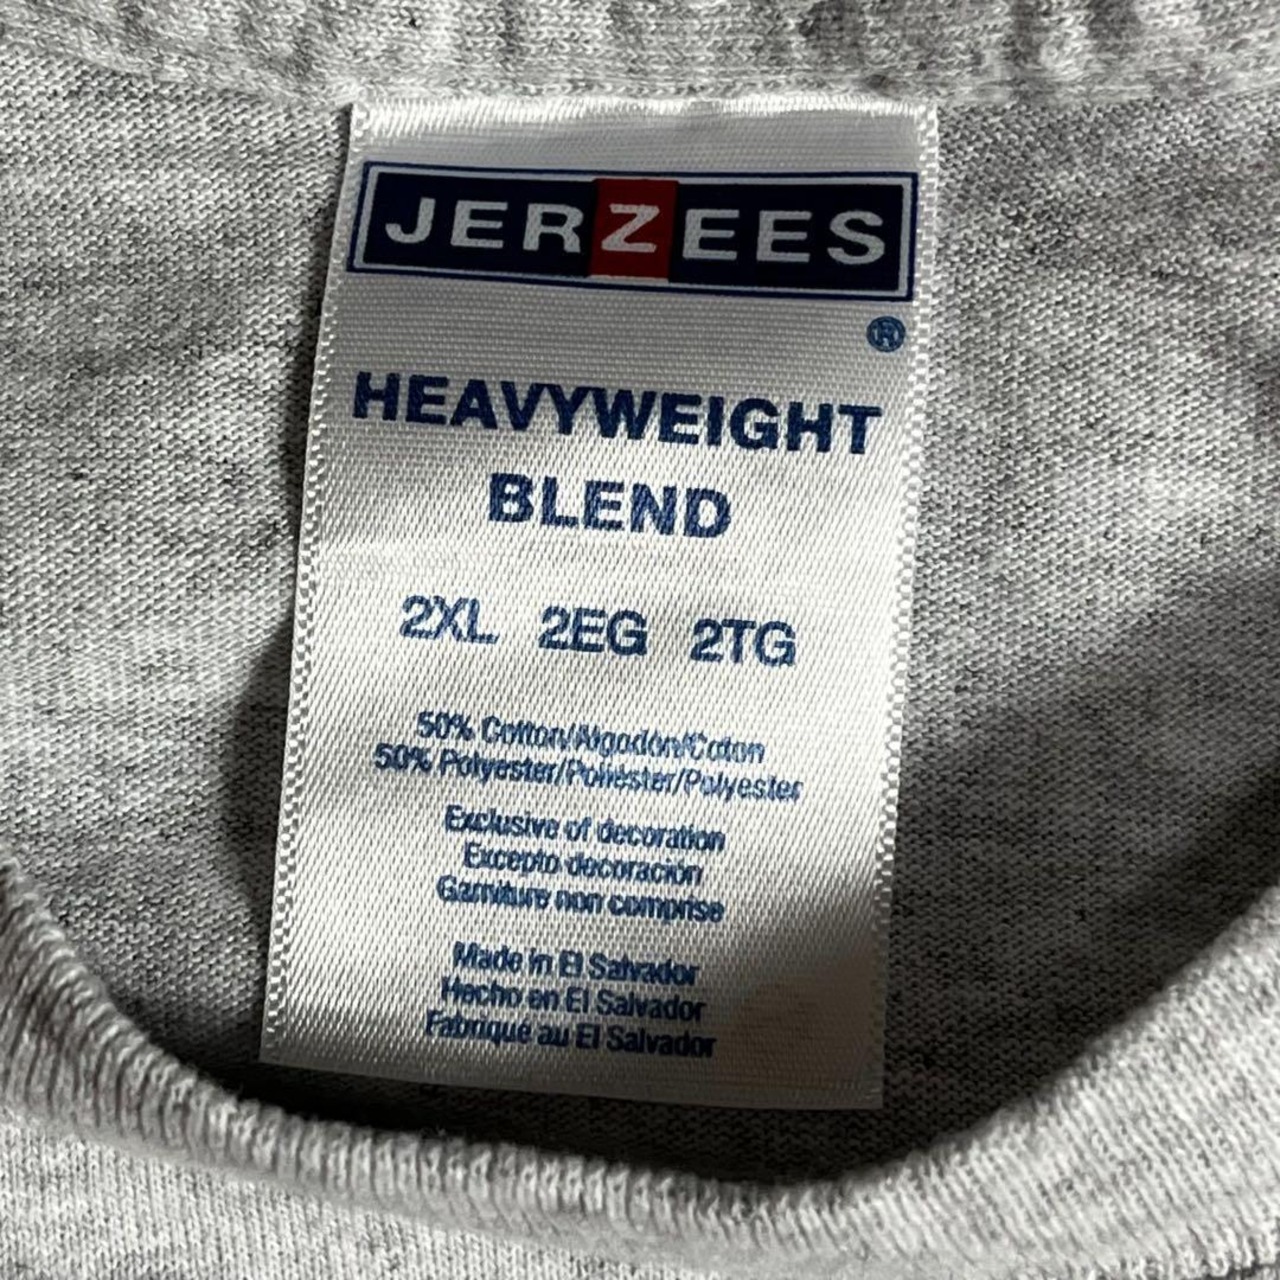 JERZEES
®
HEAVYWEIGHT
BLEND
2XL 2EG 2TG
50% Cotton/Algodón/Coton
50% Polyester/Poliéster/Polyester
Exclusive of decoration
Excepto decoración
Garniture non comprise
Made in El Salvador
Hecho en El Salvador
Fabriqué au El Salvador